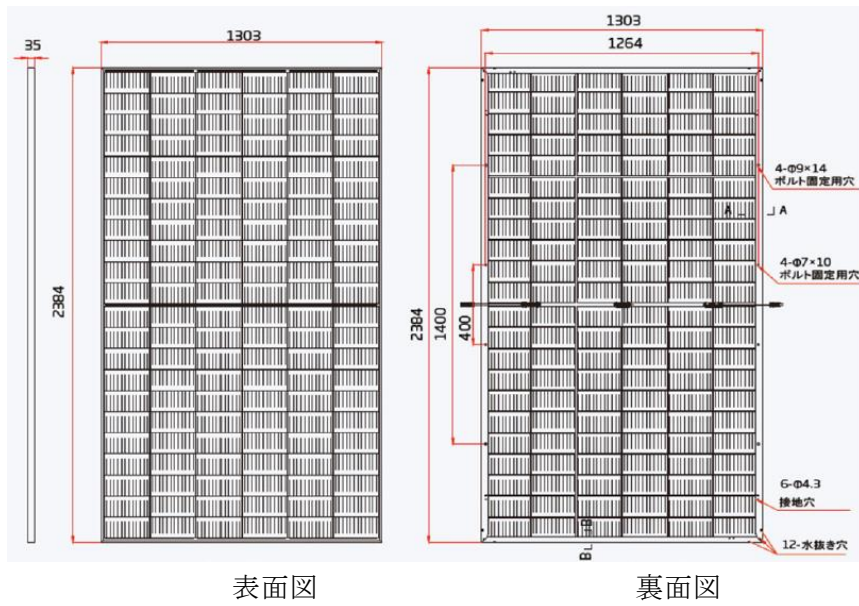 35
1303
2384
1303
1264
2384
1400
400
4-Φ9×14
ボルト固定用穴
A
A
4-Φ7×10
ボルト固定用穴
6-Φ4.3
接地穴
B
B
12-水抜き穴
表面図
裏面図